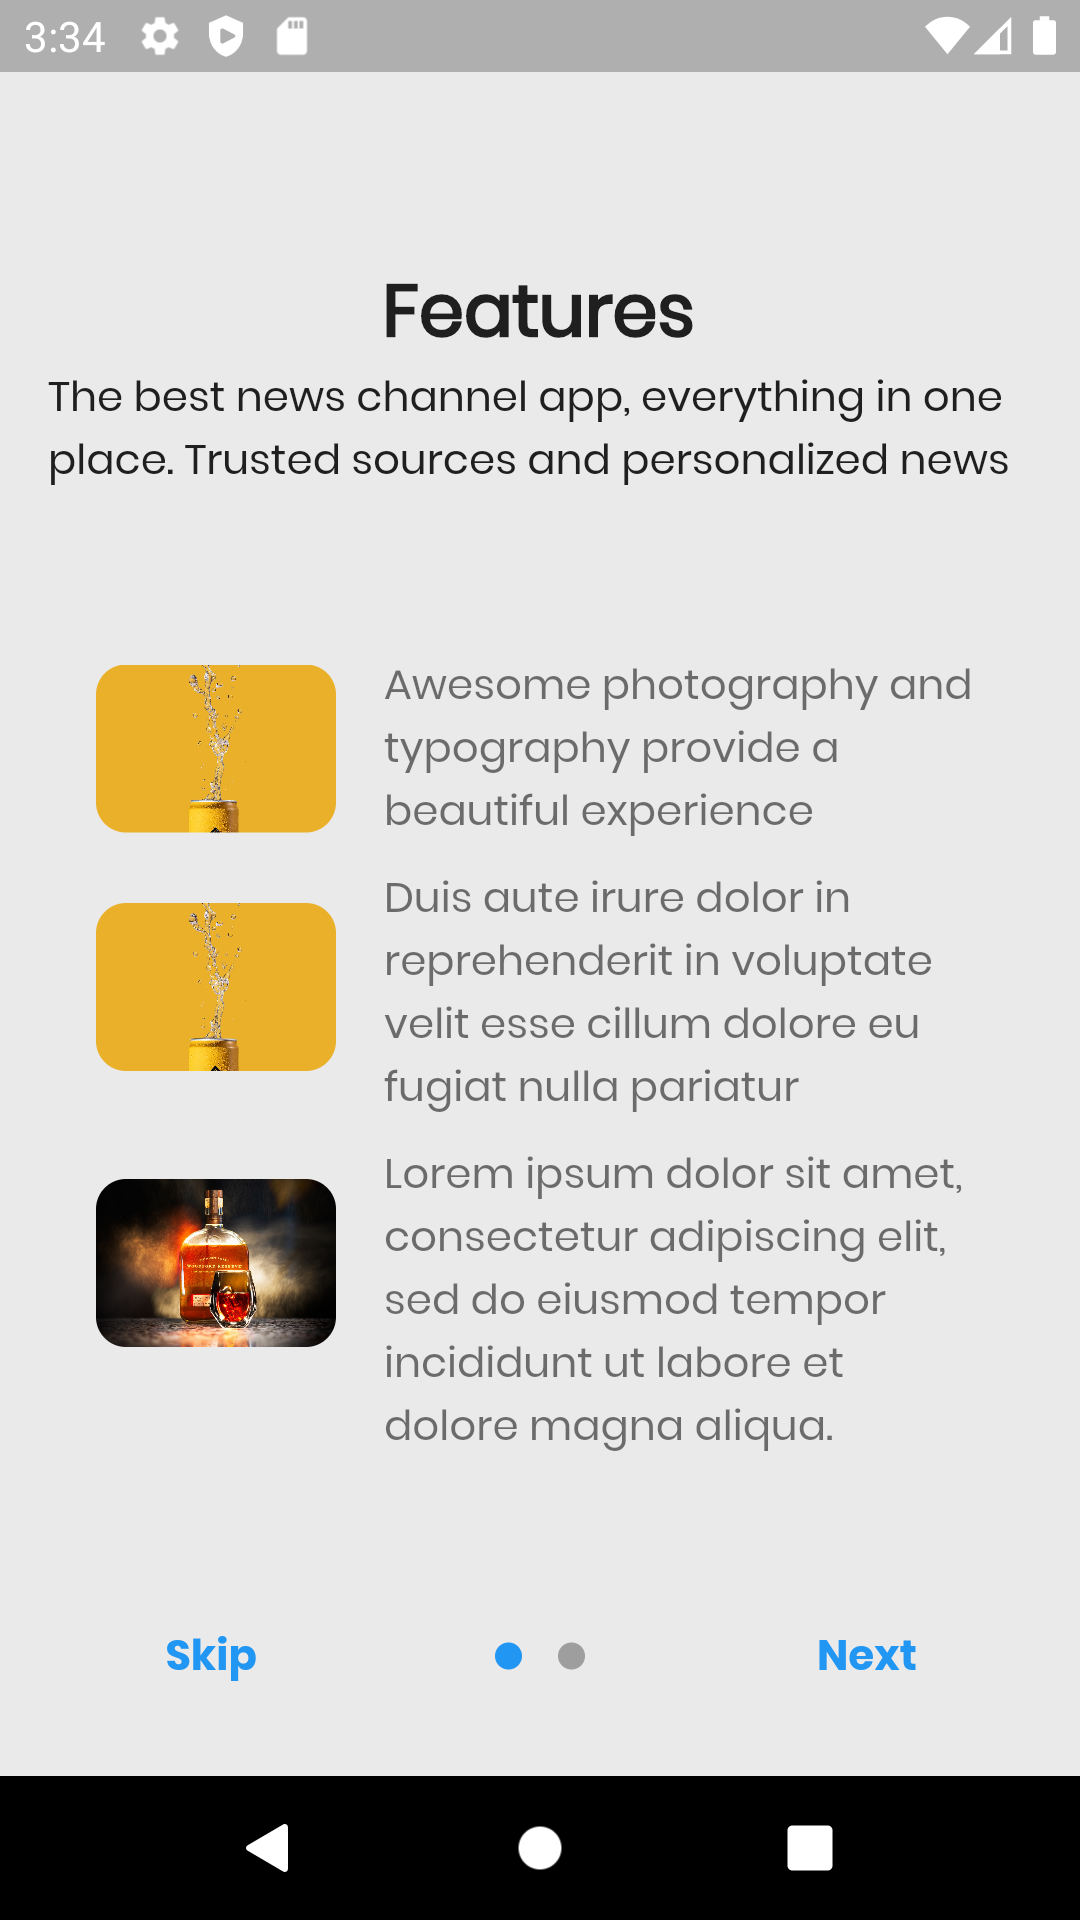 3:34
Features
The best news channel app, everything in one
place. Trusted sources and personalized news
Awesome photography and
typography provide a
beautiful experience
Duis aute irure dolor in
reprehenderit in voluptate
velit esse cillum dolore eu
fugiat nulla pariatur
Lorem ipsum dolor sit amet,
consectetur adipiscing elit,
sed do eiusmod tempor
incididunt ut labore et
dolore magna aliqua.
WOODFORD RESERVE
Skip
Next